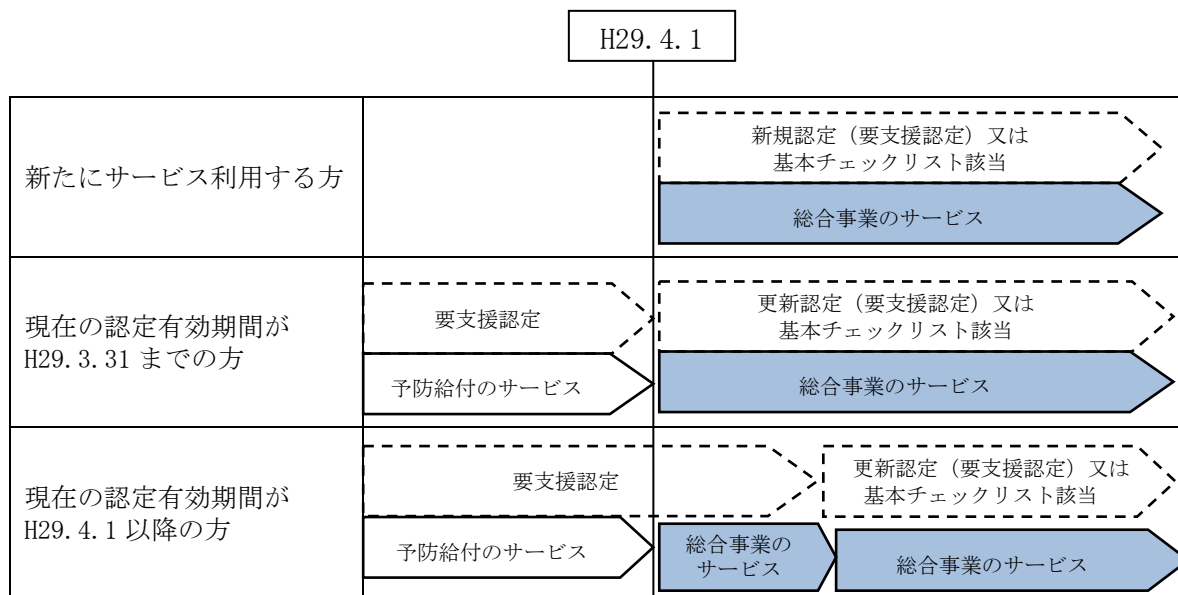 H29.4.1
新たにサービス利用する方
新規認定（要支援認定）又は
基本チェックリスト該当
総合事業のサービス
現在の認定有効期間が
H29.3.31 までの方
要支援認定
予防給付のサービス
更新認定（要支援認定）又は
基本チェックリスト該当
総合事業のサービス
現在の認定有効期間が
H29.4.1 以降の方
要支援認定
予防給付のサービス
更新認定（要支援認定）又は
基本チェックリスト該当
総合事業の
サービス
総合事業のサービス